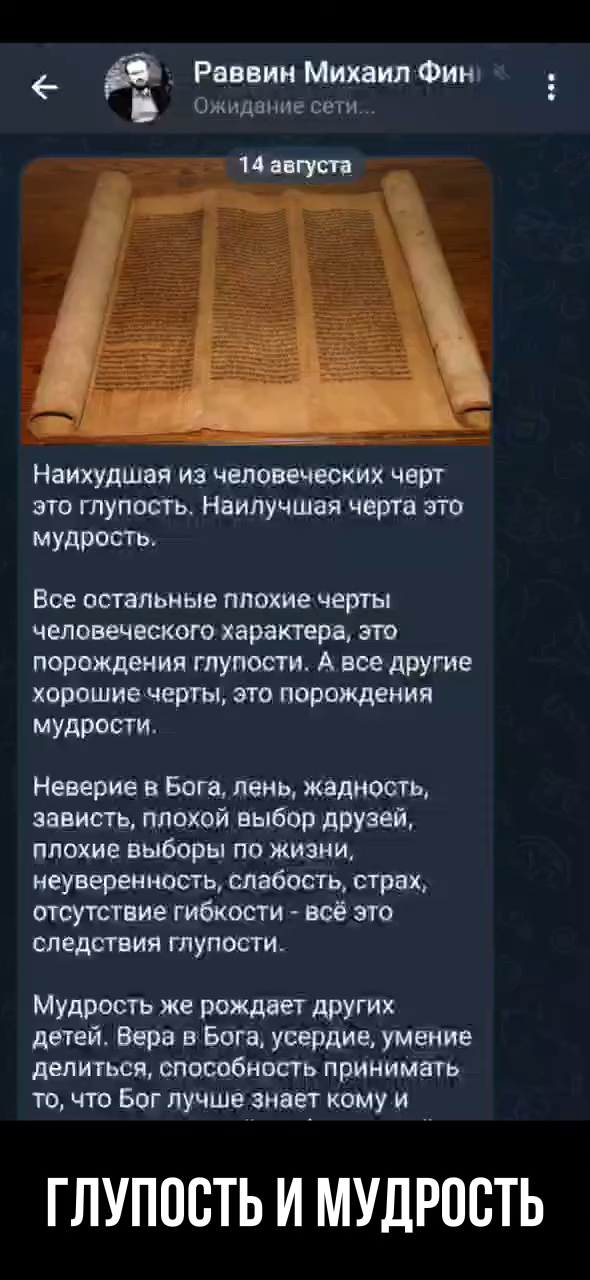 Раввин Михаил Фин
Ожидание сети...
14 августа
Наихудшая из человеческих черт
это глупость. Наилучшая черта это
мудрость.
Все остальные плохие черты
человеческого характера, это
порождения глупости. А все другие
хорошие черты, это порождения
мудрости.
Неверие в Бога, лень, жадность,
зависть, плохой выбор друзей,
плохие выборы по жизни,
неуверенность, слабость, страх,
отсутствие гибкости - всё это
следствия глупости.
Мудрость же рождает других
детей. Вера в Бога, усердие, умение
делиться, способность принимать
то, что Бог лучше знает кому и
ГЛУПОСТЬ И МУДРОСТЬ